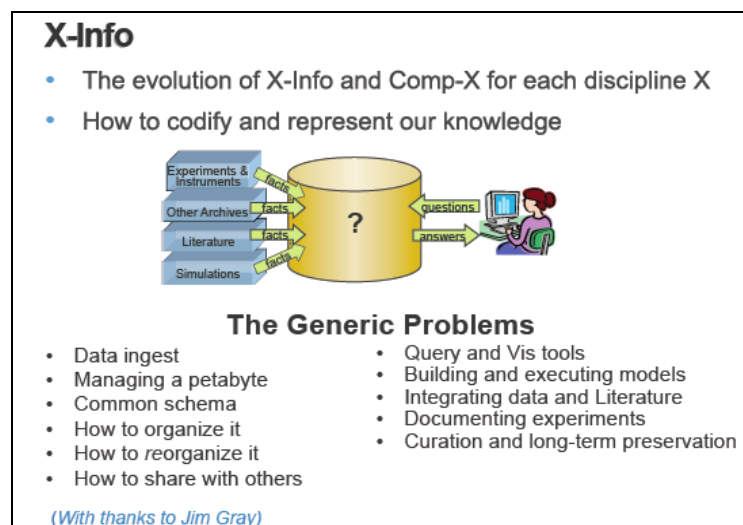 X-Info
• The evolution of X-Info and Comp-X for each discipline X
• How to codify and represent our knowledge
Experiments &
Instruments
facts
Other Archives
facts
Literature
facts
Simulations
facts
?
questions
answers
The Generic Problems
• Data ingest
• Managing a petabyte
• Common schema
• How to organize it
• How to reorganize it
• How to share with others
• Query and Vis tools
• Building and executing models
• Integrating data and Literature
• Documenting experiments
• Curation and long-term preservation
(With thanks to Jim Gray)